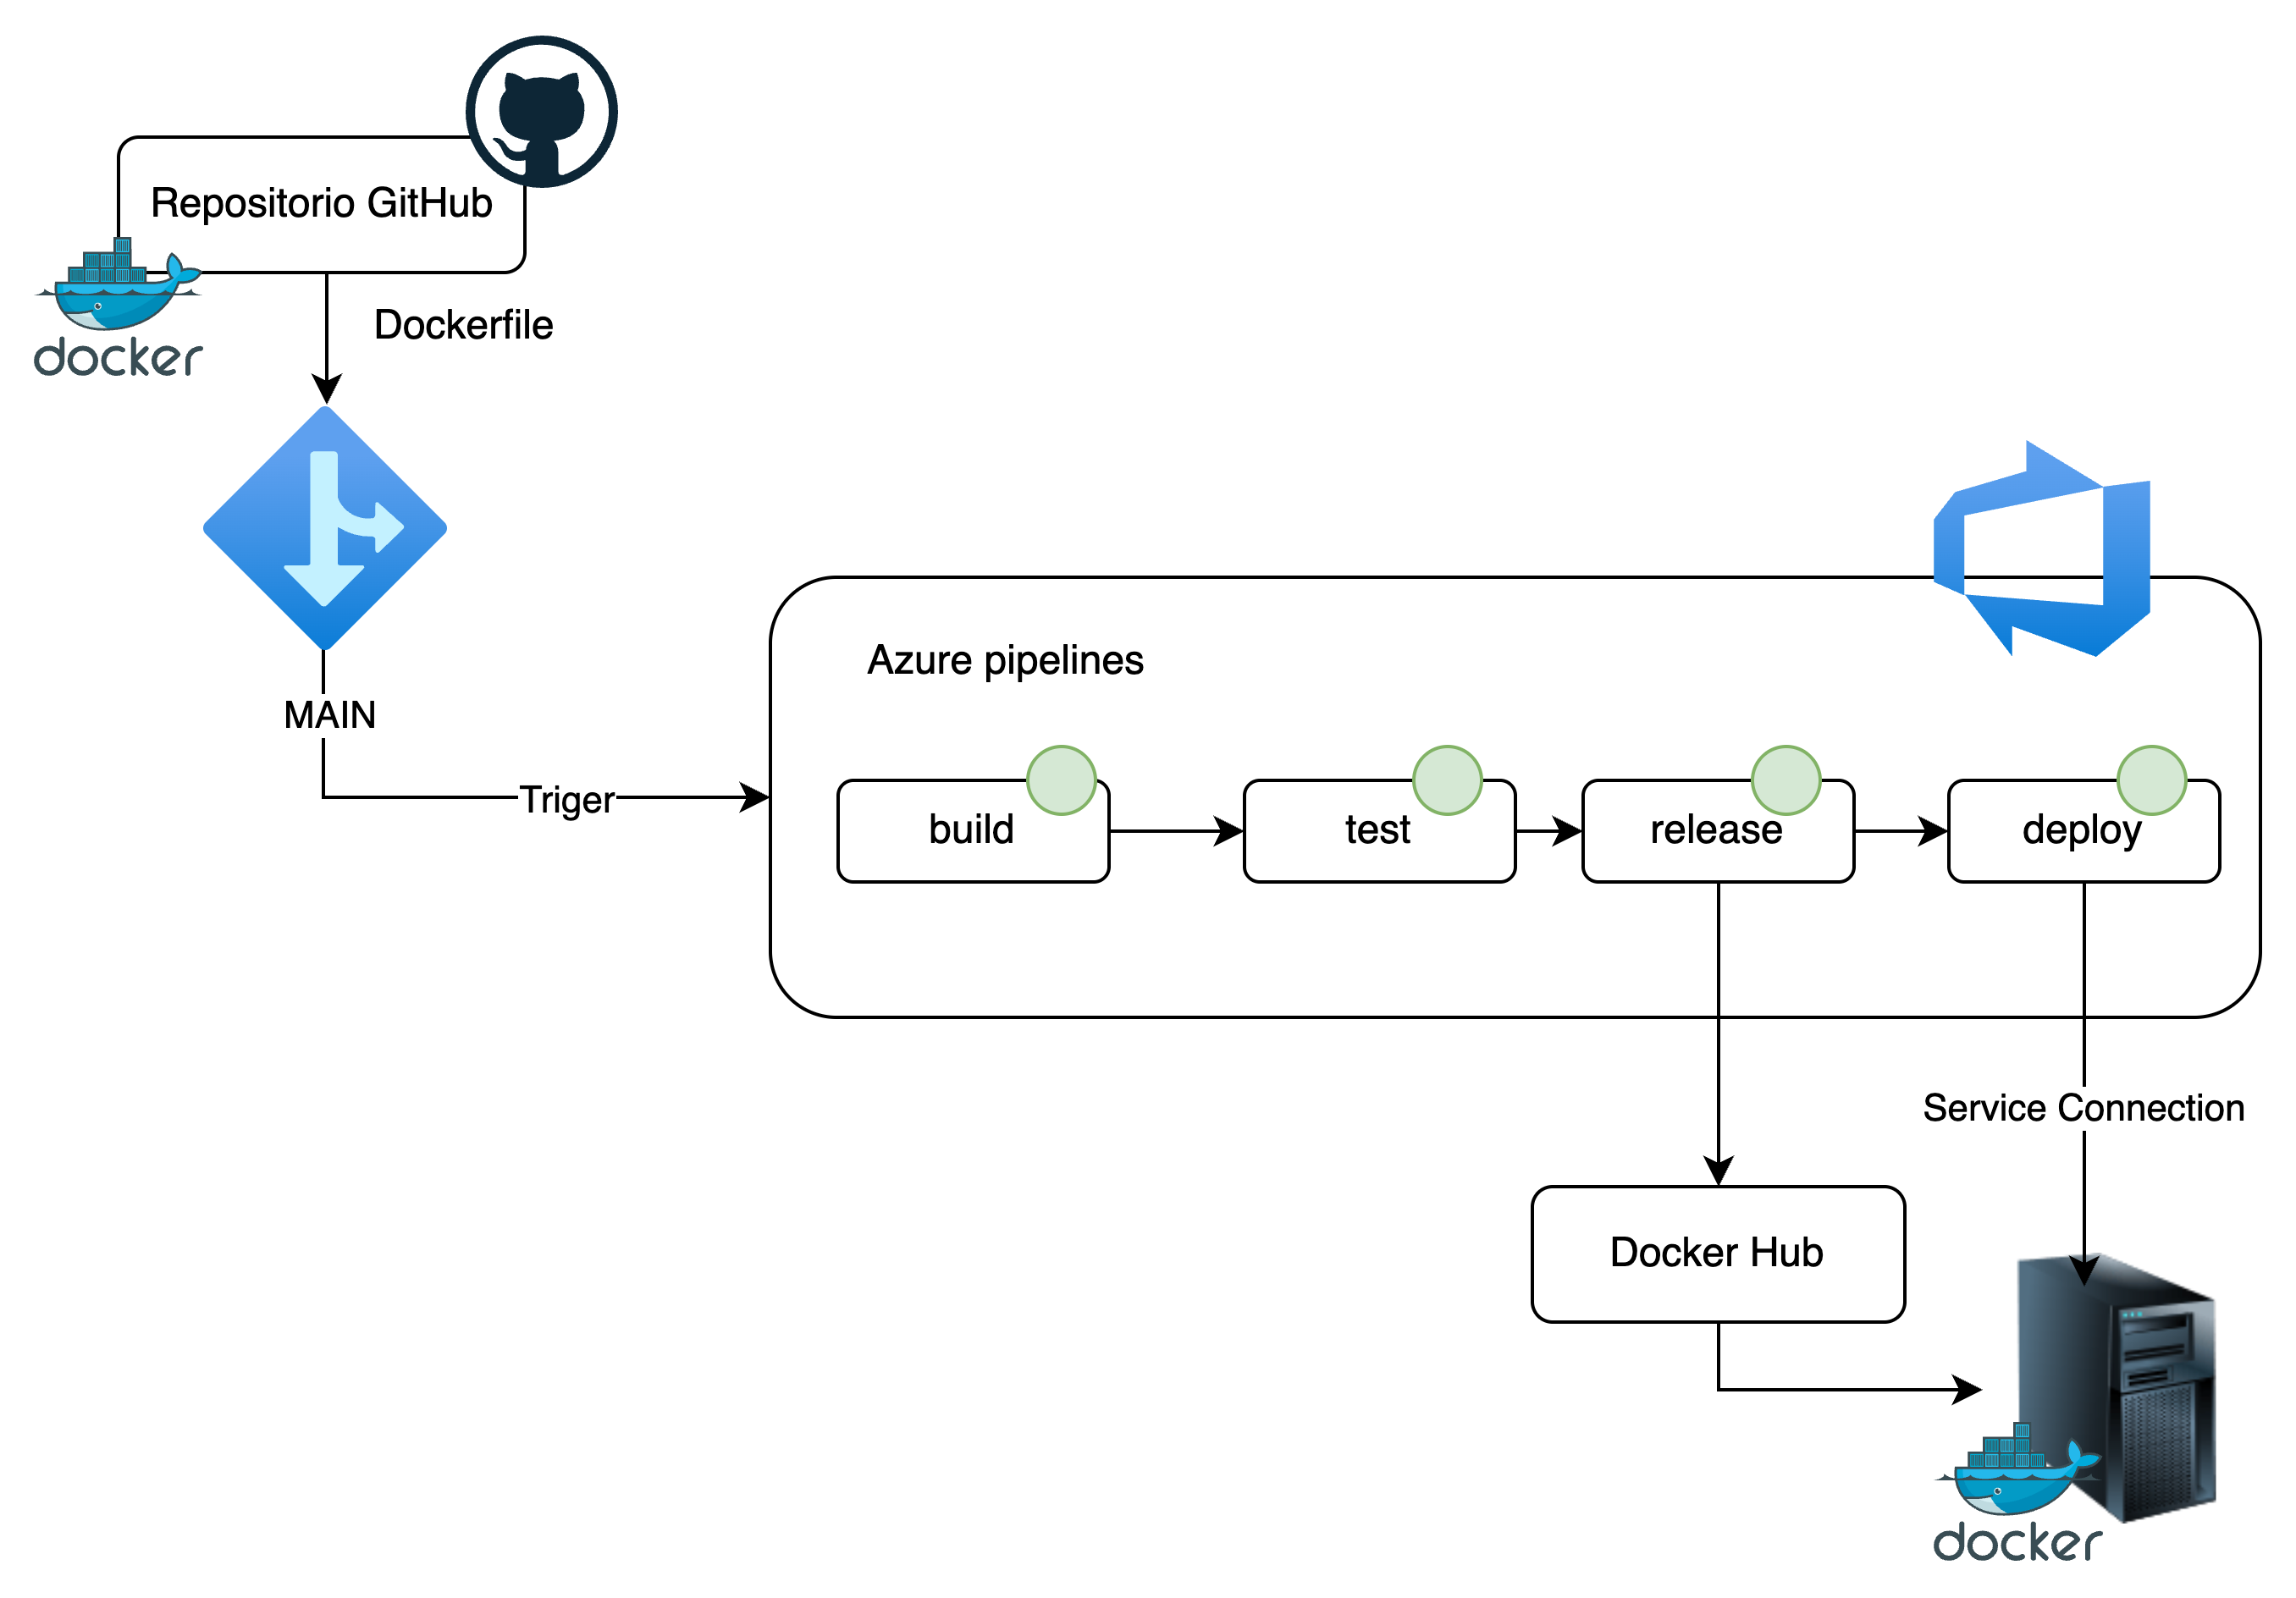 Repositorio GitHub
docker
Dockerfile
MAIN
Triger
Azure pipelines
build
test
release
deploy
Service Connection
Docker Hub
docker